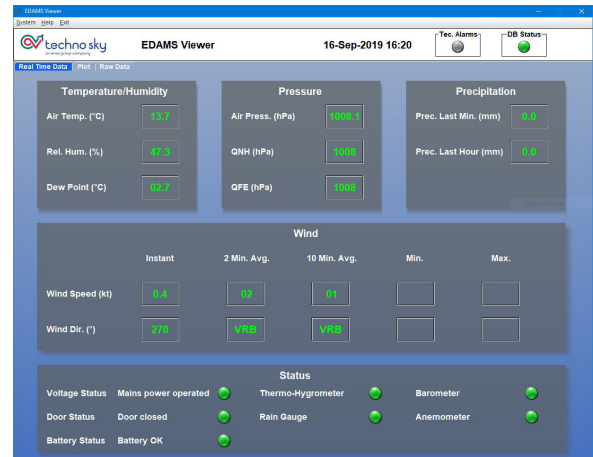 EDAMS Viewer
System Help Exit
technosky
EDAMS Viewer
16-Sep-2019 16:20
Tec. Alarms
DB Status
Real Time Data Plot Raw Data
Temperature/Humidity
Air Temp. (°C) 13.7
Rel. Hum. (%) 47.3
Dew Point (°C) 02.7
Pressure
Air Press. (hPa) 1008.1
QNH (hPa) 1008
QFE (hPa) 1008
Precipitation
Prec. Last Min. (mm) 0.0
Prec. Last Hour (mm) 0.0
Wind
Instant 2 Min. Avg. 10 Min. Avg. Min. Max.
Wind Speed (kt) 0.4 02 01
Wind Dir. (°) 270 VRB VRB
Status
Voltage Status Mains power operated Thermo-Hygrometer Barometer
Door Status Door closed Rain Gauge Anemometer
Battery Status Battery OK